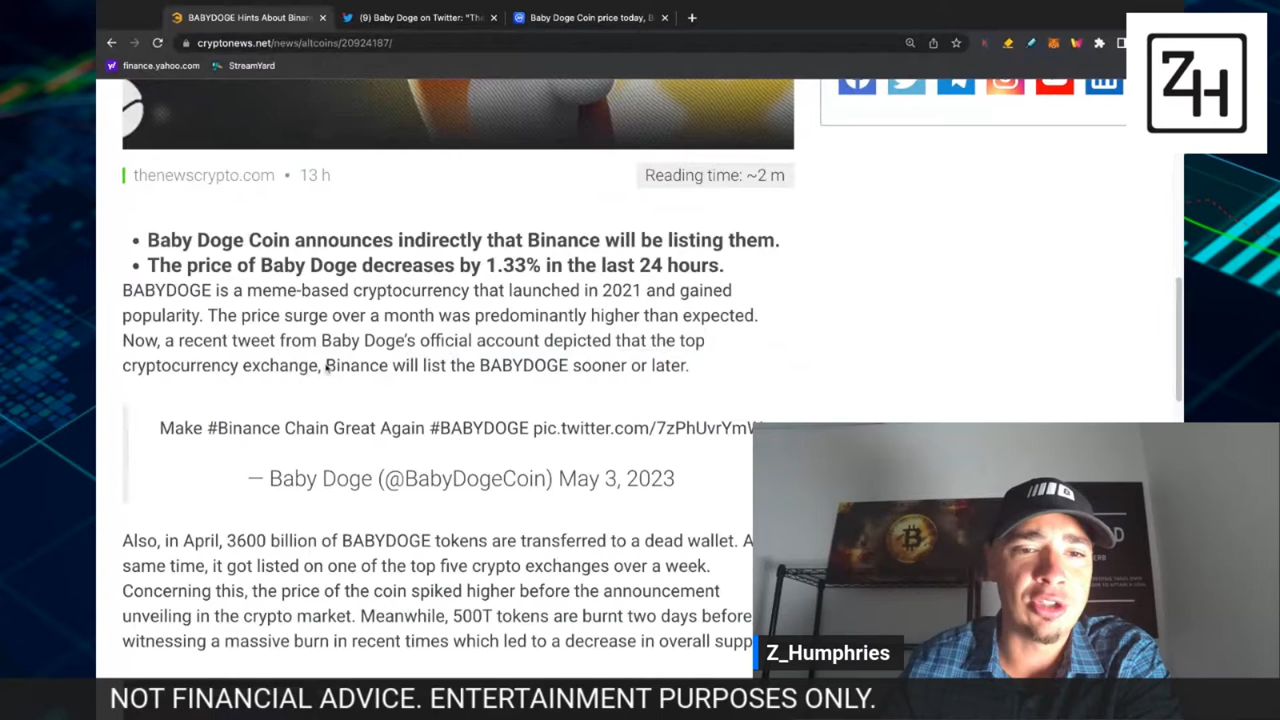 BABYDOGE Hints About Binan
(9) Baby Doge on Twitter: "The
Baby Doge Coin price today, B
cryptonews.net/news/altcoins/20924187/
finance.yahoo.com
StreamYard
ZH
thenewscrypto.com • 13 h
Reading time: ~2 m
• Baby Doge Coin announces indirectly that Binance will be listing them.
• The price of Baby Doge decreases by 1.33% in the last 24 hours.
BABYDOGE is a meme-based cryptocurrency that launched in 2021 and gained
popularity. The price surge over a month was predominantly higher than expected.
Now, a recent tweet from Baby Doge's official account depicted that the top
cryptocurrency exchange, Binance will list the BABYDOGE sooner or later.
Make #Binance Chain Great Again #BABYDOGE pic.twitter.com/7zPhUvrYmW
— Baby Doge (@BabyDogeCoin) May 3, 2023
Also, in April, 3600 billion of BABYDOGE tokens are transferred to a dead wallet. A
same time, it got listed on one of the top five crypto exchanges over a week.
Concerning this, the price of the coin spiked higher before the announcement
unveiling in the crypto market. Meanwhile, 500T tokens are burnt two days before
witnessing a massive burn in recent times which led to a decrease in overall supp
Z_Humphries
NOT FINANCIAL ADVICE. ENTERTAINMENT PURPOSES ONLY.